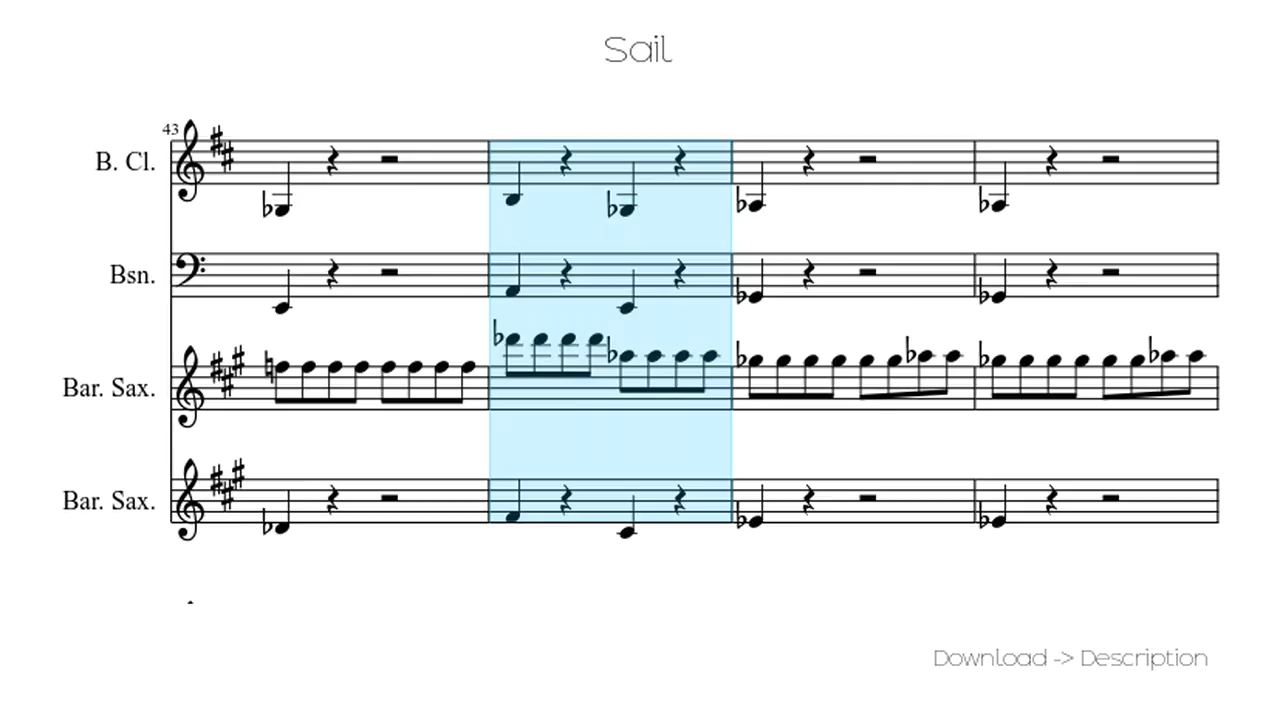 Sail
43
B. Cl.
Bsn.
Bar. Sax.
Bar. Sax.
Download -> Description